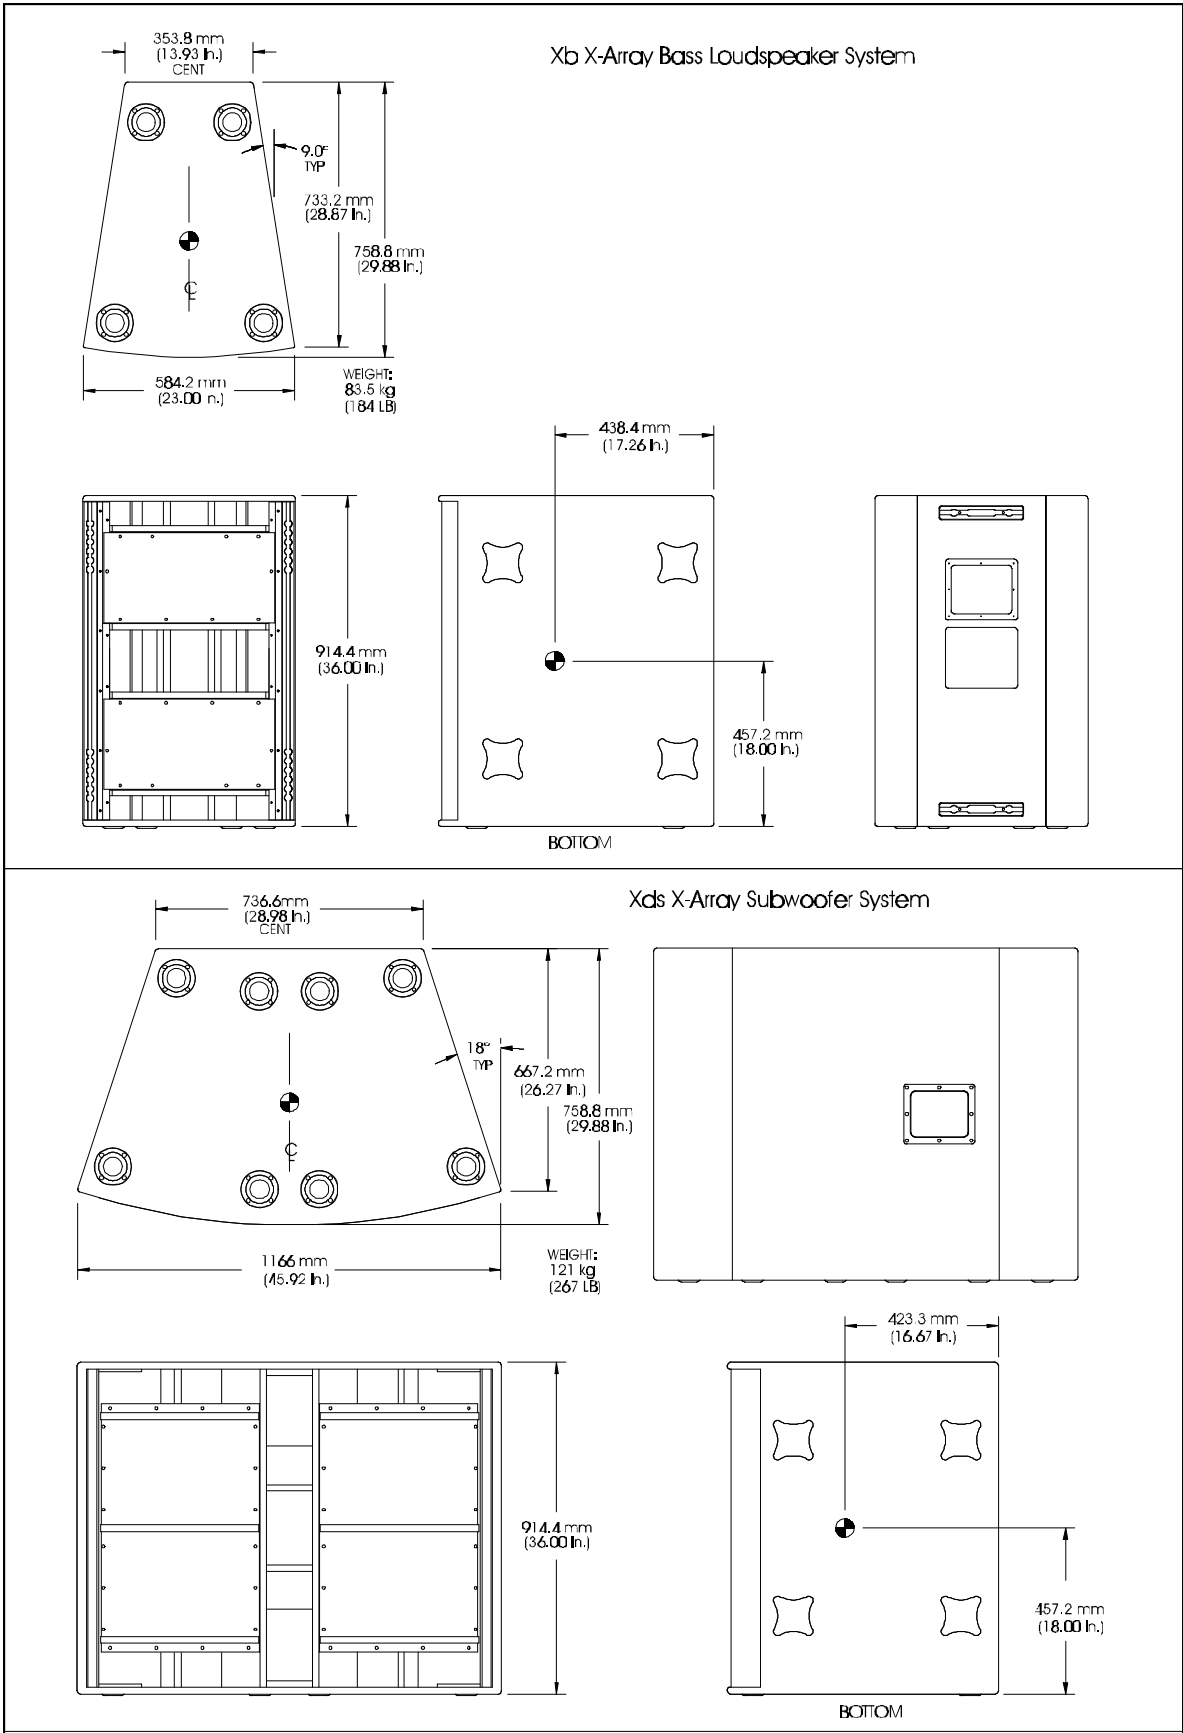 353.8 mm
(13.93 in.)
CENT
Xb X-Array Bass Loudspeaker System
9.0°
TYP
733.2 mm
(28.87 in.)
758.8 mm
(29.88 in.)
℄
584.2 mm
(23.00 in.)
WEIGHT:
83.5 kg
(184 LB)
438.4 mm
(17.26 in.)
914.4 mm
(36.00 in.)
457.2 mm
(18.00 in.)
BOTTOM
736.6mm
(28.98 in.)
CENT
Xds X-Array Subwoofer System
18°
TYP
667.2 mm
(26.27 in.)
758.8 mm
(29.88 in.)
℄
1166 mm
(45.92 in.)
WEIGHT:
121 kg
(267 LB)
423.3 mm
(16.67 in.)
914.4 mm
(36.00 in.)
457.2 mm
(18.00 in.)
BOTTOM